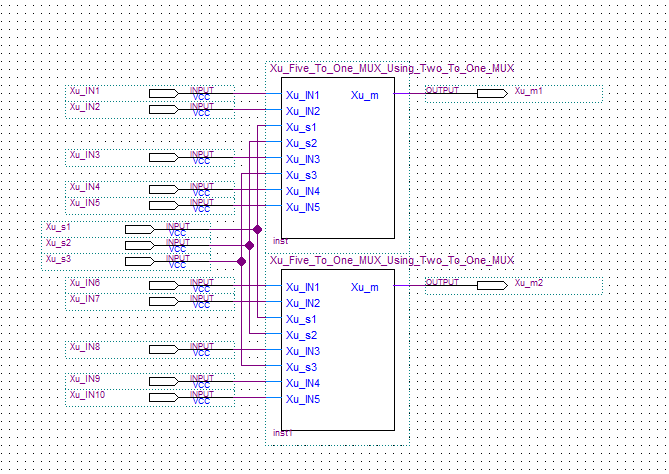 Xu_Five_To_One_MUX_Using_Two_To_One_MUX
Xu_IN1 INPUT VCC Xu_IN1 Xu_m OUTPUT Xu_m1
Xu_IN2 INPUT VCC Xu_IN2
Xu_s1
Xu_s2
Xu_IN3 INPUT VCC Xu_IN3
Xu_s3
Xu_IN4 INPUT VCC Xu_IN4
Xu_IN5 INPUT VCC Xu_IN5
Xu_s1 INPUT VCC
Xu_s2 INPUT VCC
inst
Xu_s3 INPUT VCC
Xu_Five_To_One_MUX_Using_Two_To_One_MUX
Xu_IN6 INPUT VCC Xu_IN1 Xu_m OUTPUT Xu_m2
Xu_IN7 INPUT VCC Xu_IN2
Xu_s1
Xu_s2
Xu_IN8 INPUT VCC Xu_IN3
Xu_s3
Xu_IN9 INPUT VCC Xu_IN4
Xu_IN10 INPUT VCC Xu_IN5
inst1